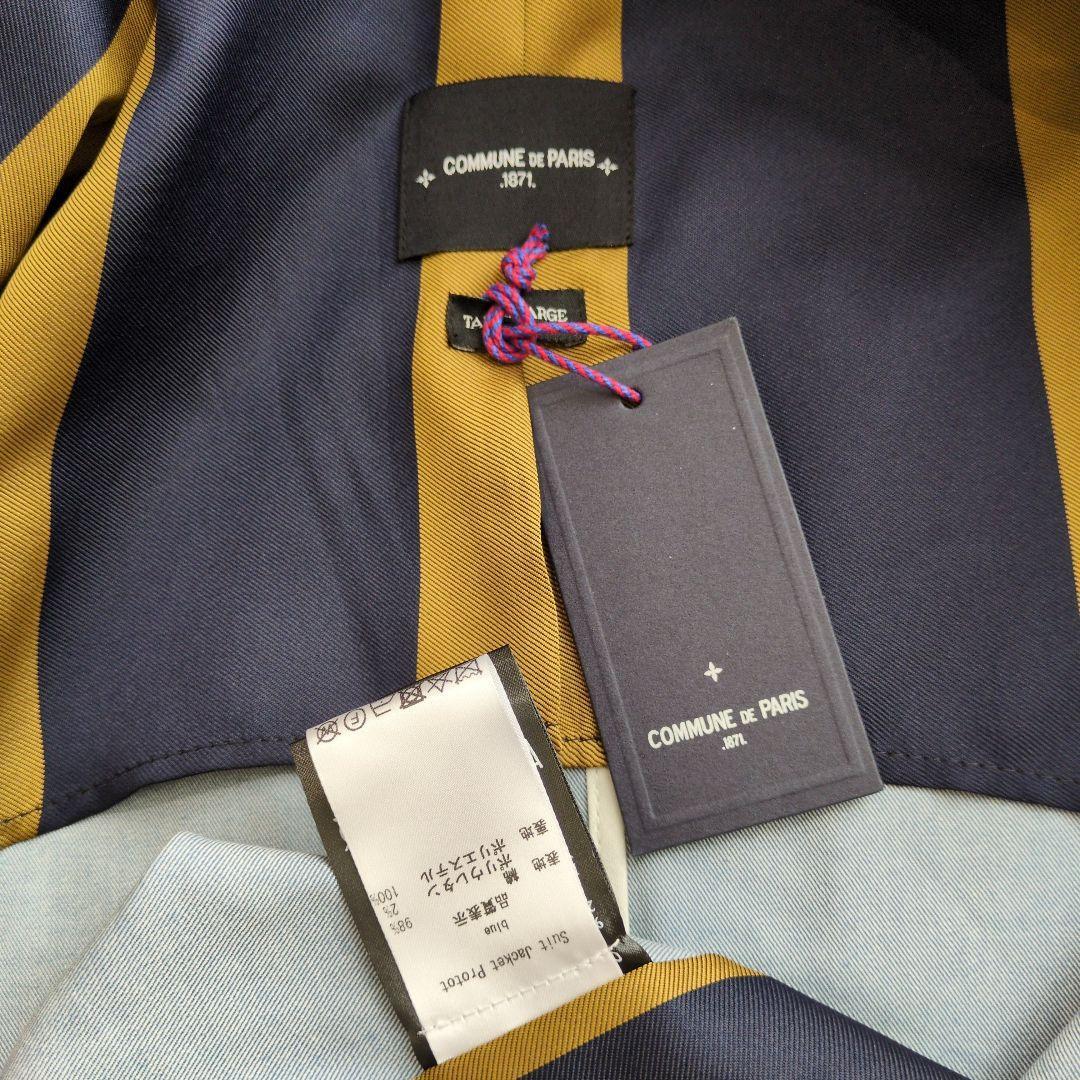 COMMUNE DE PARIS
.1871.
COMMUNE DE PARIS
.1871.
Suit Jacket Protot
blue
品質表示
表地 綿 98%
ポリウレタン 2%
表地 ポリエステル 100%